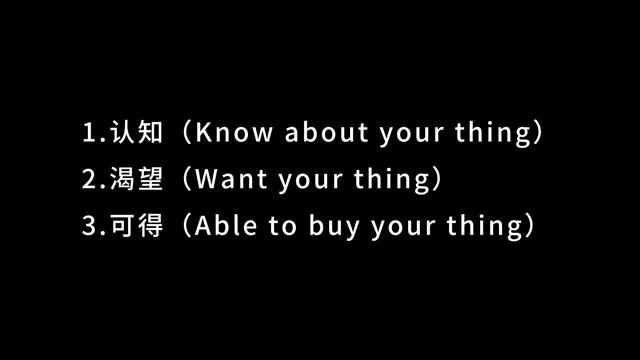 1.认知（Know about your thing）
2.渴望（Want your thing）
3.可得（Able to buy your thing）